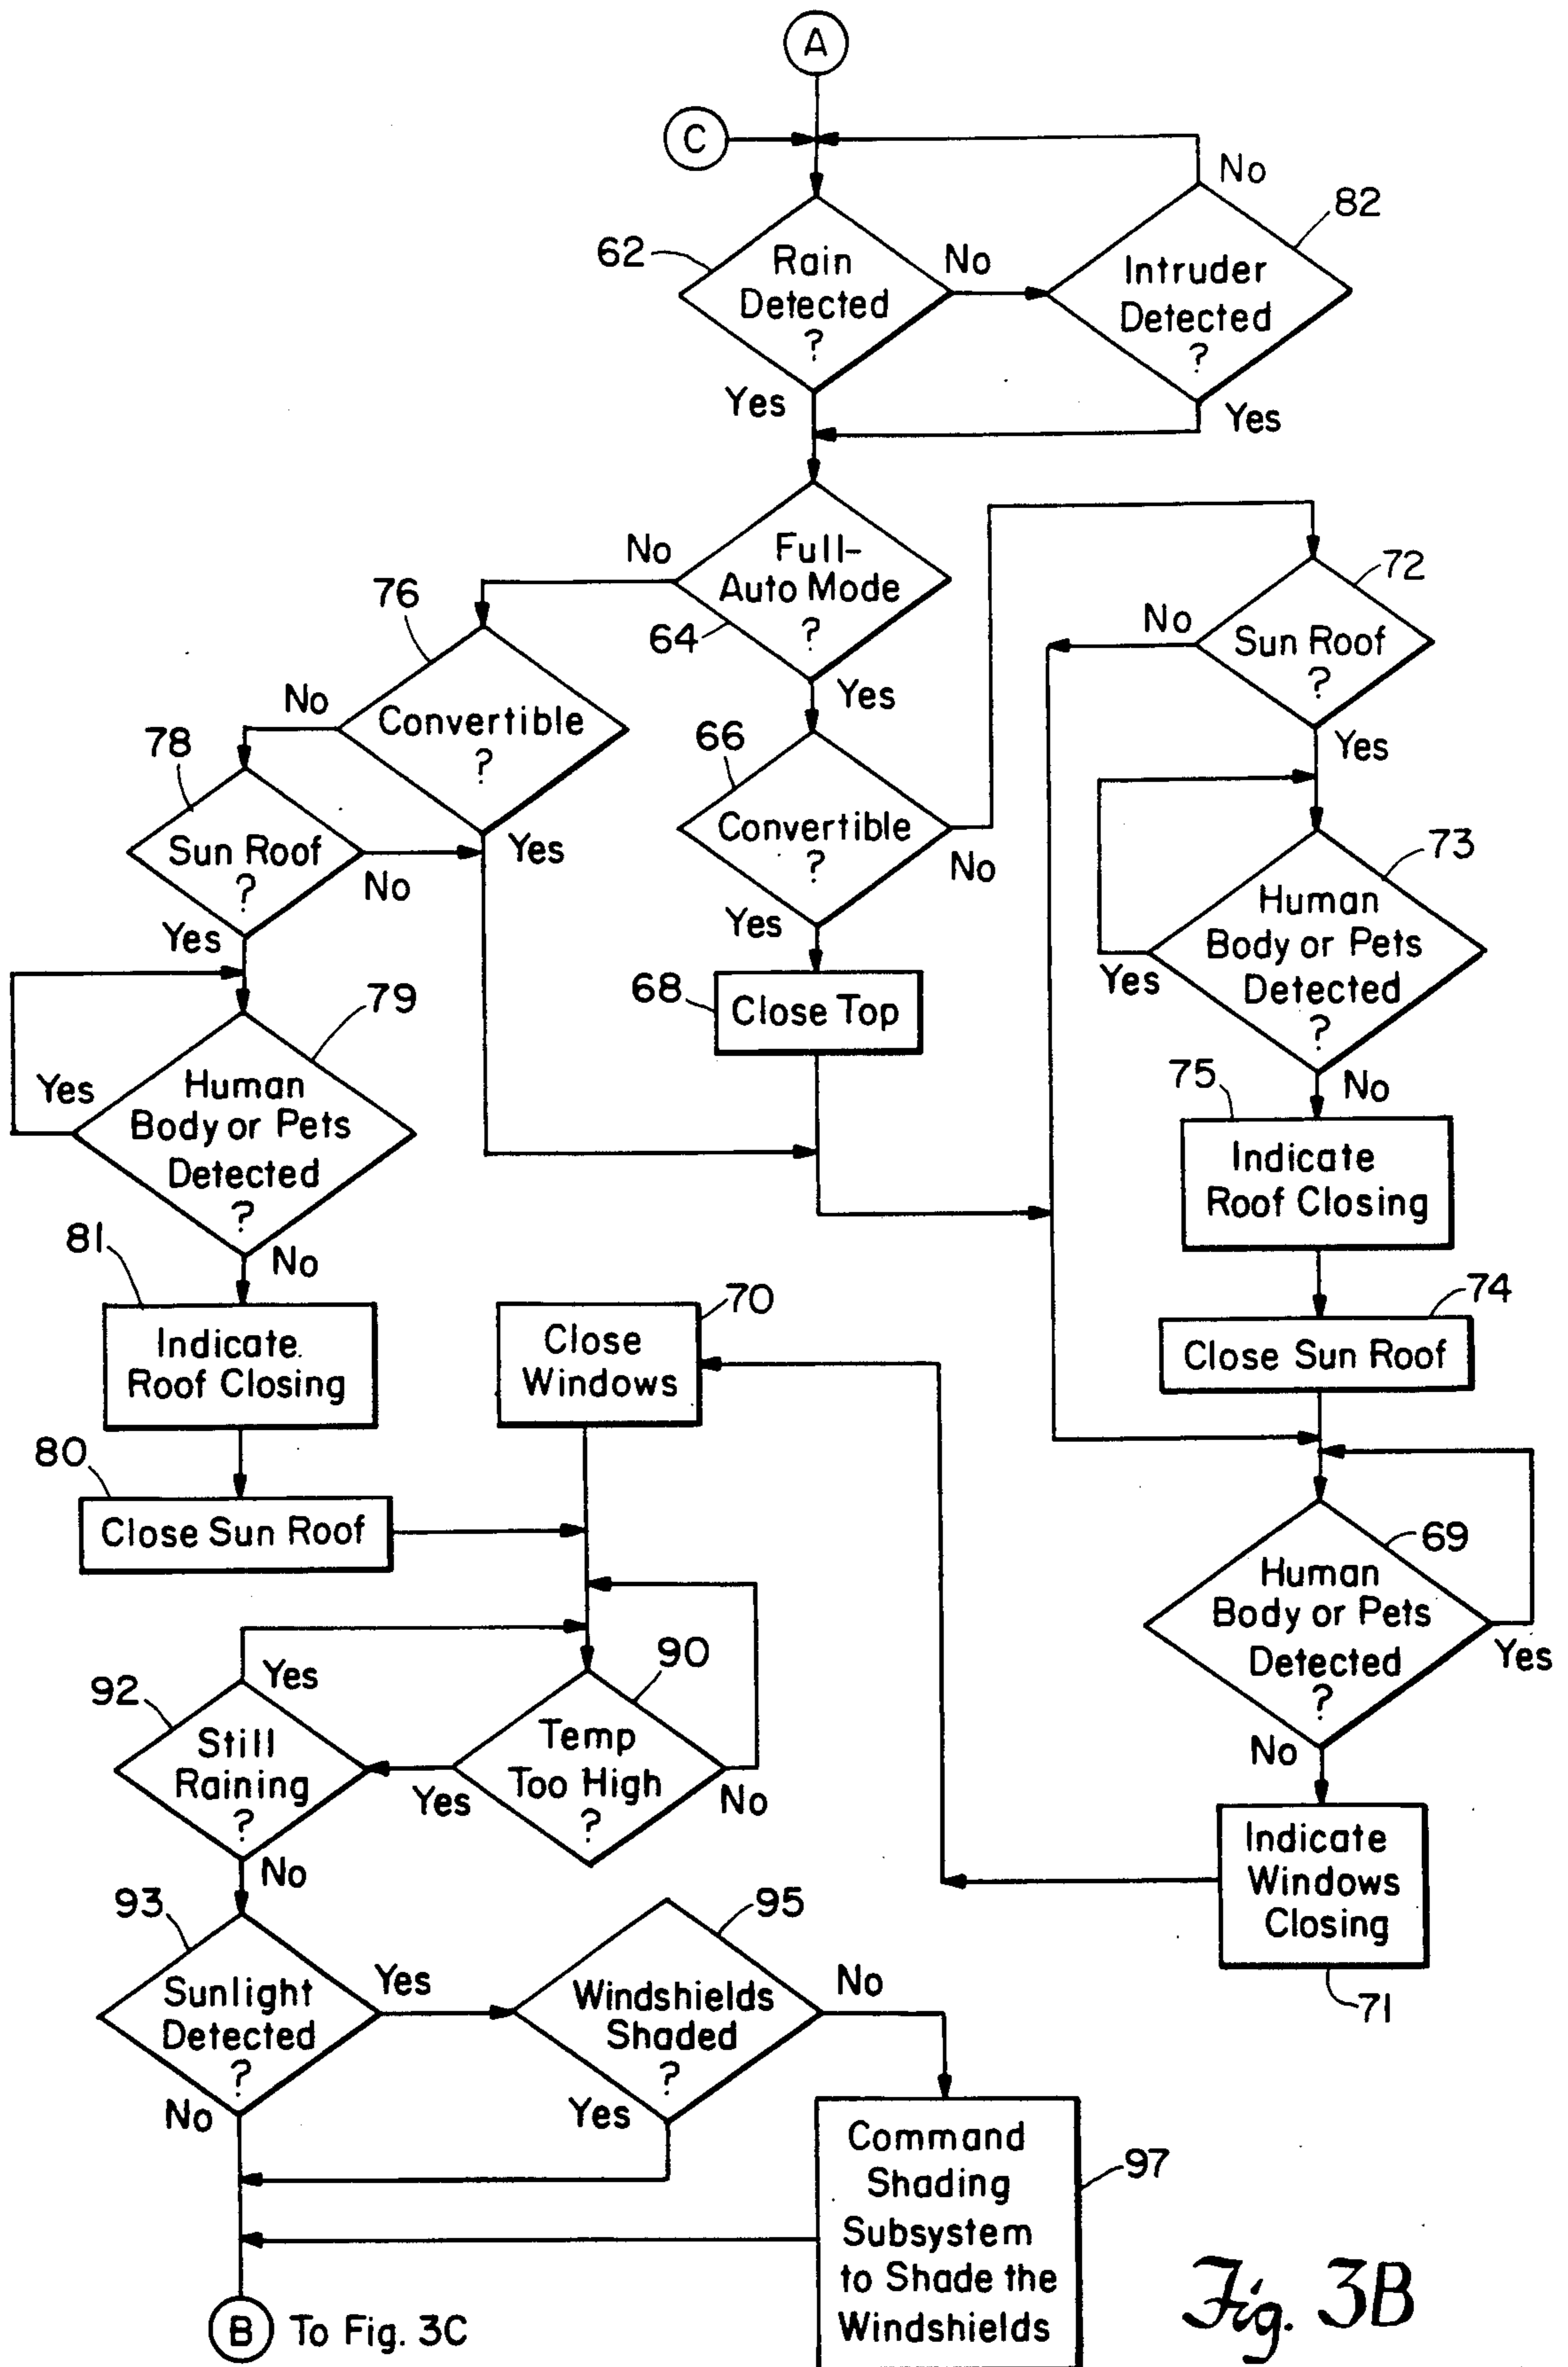 A
C
No
82
62
Rain
Detected
?
No
Intruder
Detected
?
Yes
Yes
No
Full-
Auto Mode
?
64
72
No
Sun Roof
?
76
No
Convertible
?
Yes
66
Yes
78
Sun Roof
?
No
Yes
Convertible
?
No
73
Yes
Yes
Human
Body or Pets
Detected
?
Yes
68
Close Top
79
Yes
Human
Body or Pets
Detected
?
No
75
Indicate
Roof Closing
81
No
Indicate.
Roof Closing
70
Close
Windows
74
Close Sun Roof
80
Close Sun Roof
69
Human
Body or Pets
Detected
?
Yes
Yes
90
92
Still
Raining
?
Yes
Temp
Too High
?
No
No
No
Indicate
Windows
Closing
71
93
Sunlight
Detected
?
Yes
95
Windshields
Shaded
?
No
No
Yes
Command
Shading
Subsystem
to Shade the
Windshields
97
B To Fig. 3C
Fig. 3B